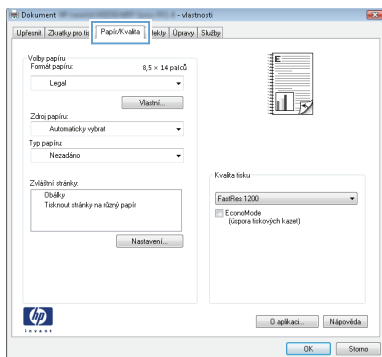 Dokument - vlastnosti
Upřesnit Zkratky pro tis Papír/Kvalita Efekty Úpravy Služby
Volby papíru
Formát papíru: 8,5 × 14 palců
Legal
Vlastní...
Zdroj papíru:
Automaticky vybrat
Typ papíru:
Nezadáno
Zvláštní stránky:
Obálky
Tisknout stránky na různý papír
Nastavení...
Kvalita tisku
FastRes 1200
EconoMode
(úspora tiskových kazet)
hp
invent
O aplikaci... Nápověda
OK Storno